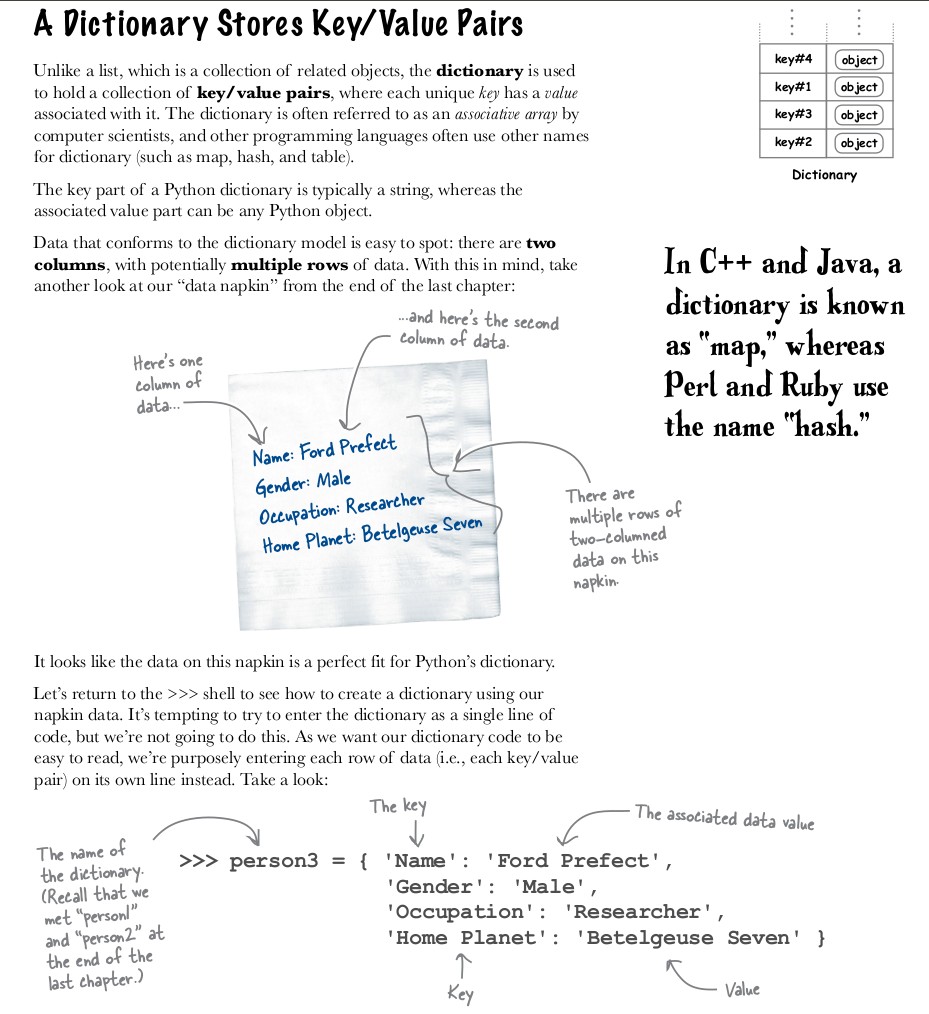 A Dictionary Stores Key/Value Pairs
Unlike a list, which is a collection of related objects, the dictionary is used
to hold a collection of key/value pairs, where each unique key has a value
associated with it. The dictionary is often referred to as an associative array by
computer scientists, and other programming languages often use other names
for dictionary (such as map, hash, and table).
The key part of a Python dictionary is typically a string, whereas the
associated value part can be any Python object.
Data that conforms to the dictionary model is easy to spot: there are two
columns, with potentially multiple rows of data. With this in mind, take
another look at our “data napkin” from the end of the last chapter:
key#4 object
key#1 object
key#3 object
key#2 object
Dictionary
In C++ and Java, a
dictionary is known
as "map," whereas
Perl and Ruby use
the name "hash."
Here's one
column of
data...
...and here's the second
column of data.
Name: Ford Prefect
Gender: Male
Occupation: Researcher
Home Planet: Betelgeuse Seven
There are
multiple rows of
two-columned
data on this
napkin.
It looks like the data on this napkin is a perfect fit for Python’s dictionary.
Let’s return to the >>> shell to see how to create a dictionary using our
napkin data. It’s tempting to try to enter the dictionary as a single line of
code, but we’re not going to do this. As we want our dictionary code to be
easy to read, we’re purposely entering each row of data (i.e., each key/value
pair) on its own line instead. Take a look:
The name of
the dictionary.
(Recall that we
met "person1"
and "person2" at
the end of the
last chapter.)
The key
The associated data value
>>> person3 = { 'Name': 'Ford Prefect',
'Gender': 'Male',
'Occupation': 'Researcher',
'Home Planet': 'Betelgeuse Seven' }
Key
Value